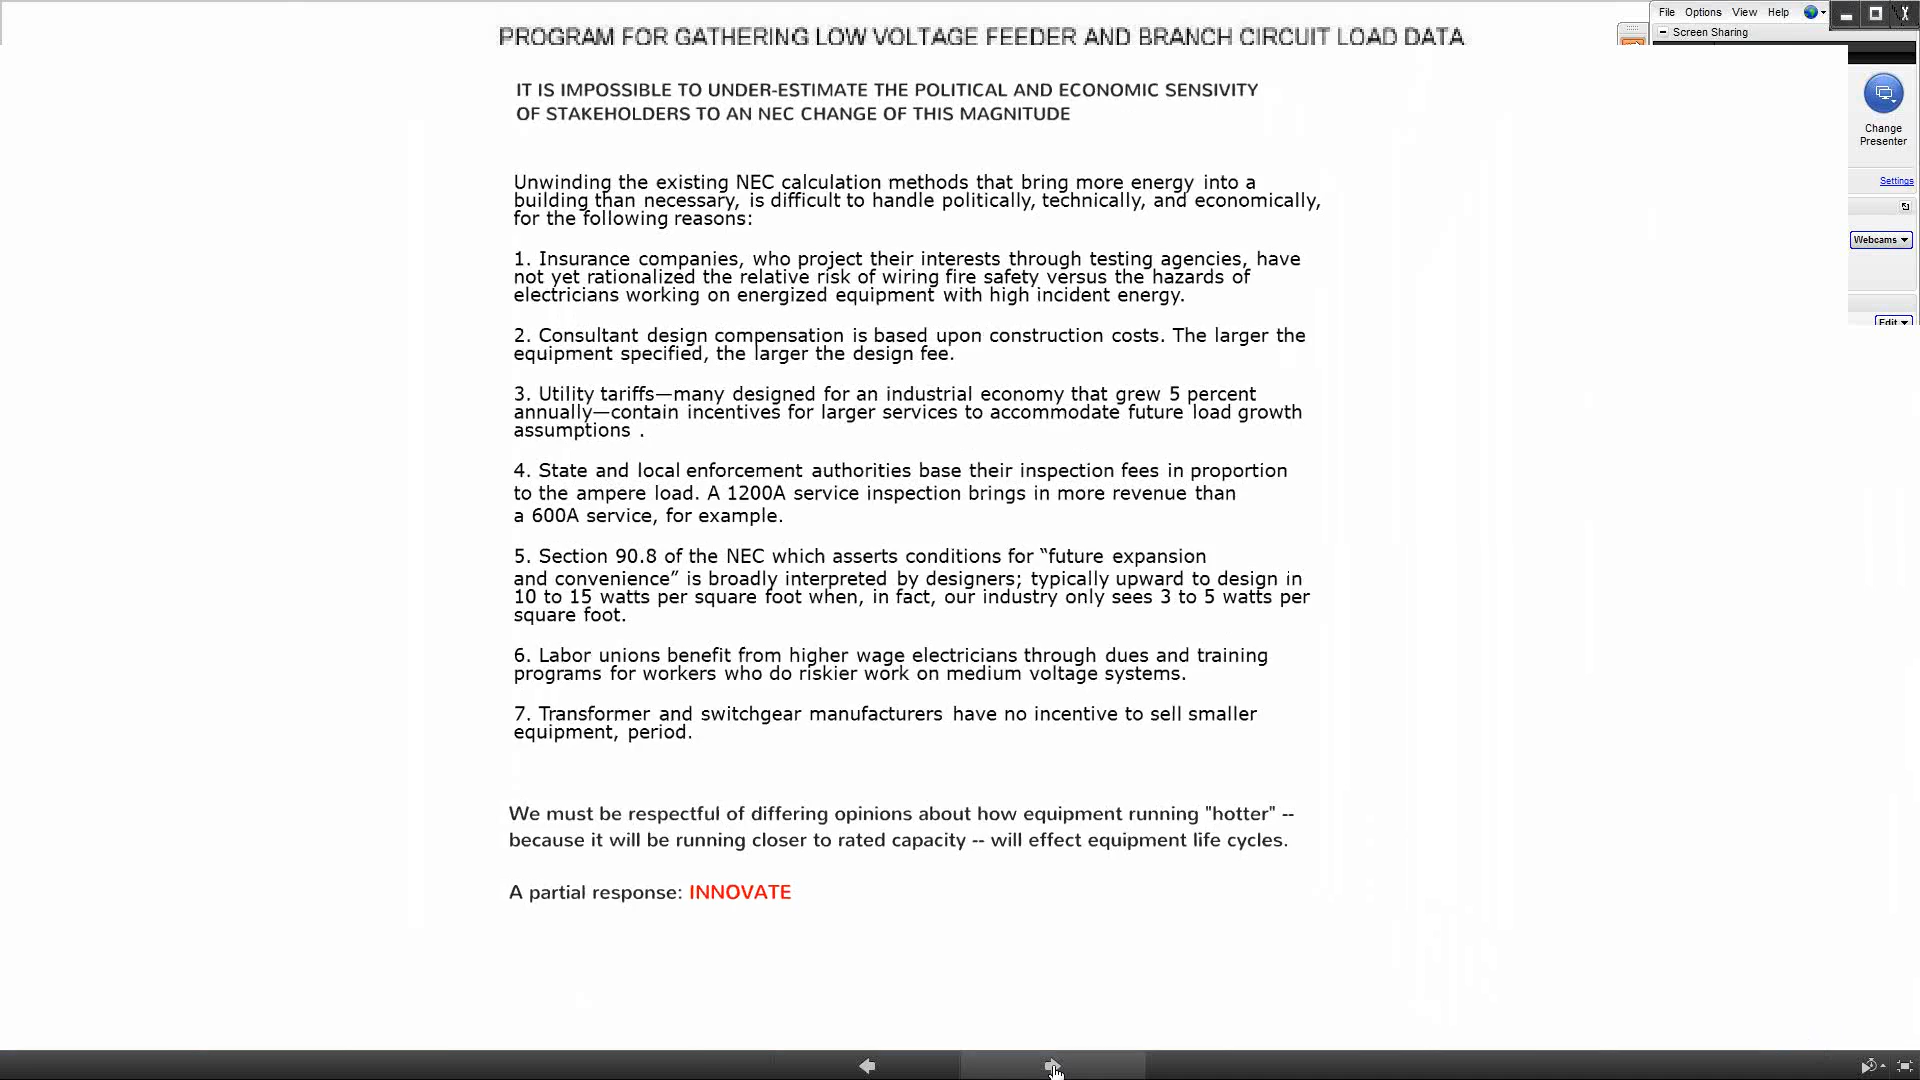 File Options View Help
PROGRAM FOR GATHERING LOW VOLTAGE FEEDER AND BRANCH CIRCUIT LOAD DATA
Screen Sharing
IT IS IMPOSSIBLE TO UNDER-ESTIMATE THE POLITICAL AND ECONOMIC SENSIVITY
OF STAKEHOLDERS TO AN NEC CHANGE OF THIS MAGNITUDE
Change
Presenter
Settings
Webcams
Edit
Unwinding the existing NEC calculation methods that bring more energy into a
building than necessary, is difficult to handle politically, technically, and economically,
for the following reasons:
1. Insurance companies, who project their interests through testing agencies, have
not yet rationalized the relative risk of wiring fire safety versus the hazards of
electricians working on energized equipment with high incident energy.
2. Consultant design compensation is based upon construction costs. The larger the
equipment specified, the larger the design fee.
3. Utility tariffs—many designed for an industrial economy that grew 5 percent
annually—contain incentives for larger services to accommodate future load growth
assumptions .
4. State and local enforcement authorities base their inspection fees in proportion
to the ampere load. A 1200A service inspection brings in more revenue than
a 600A service, for example.
5. Section 90.8 of the NEC which asserts conditions for “future expansion
and convenience” is broadly interpreted by designers; typically upward to design in
10 to 15 watts per square foot when, in fact, our industry only sees 3 to 5 watts per
square foot.
6. Labor unions benefit from higher wage electricians through dues and training
programs for workers who do riskier work on medium voltage systems.
7. Transformer and switchgear manufacturers have no incentive to sell smaller
equipment, period.
We must be respectful of differing opinions about how equipment running "hotter" --
because it will be running closer to rated capacity -- will effect equipment life cycles.
A partial response: INNOVATE